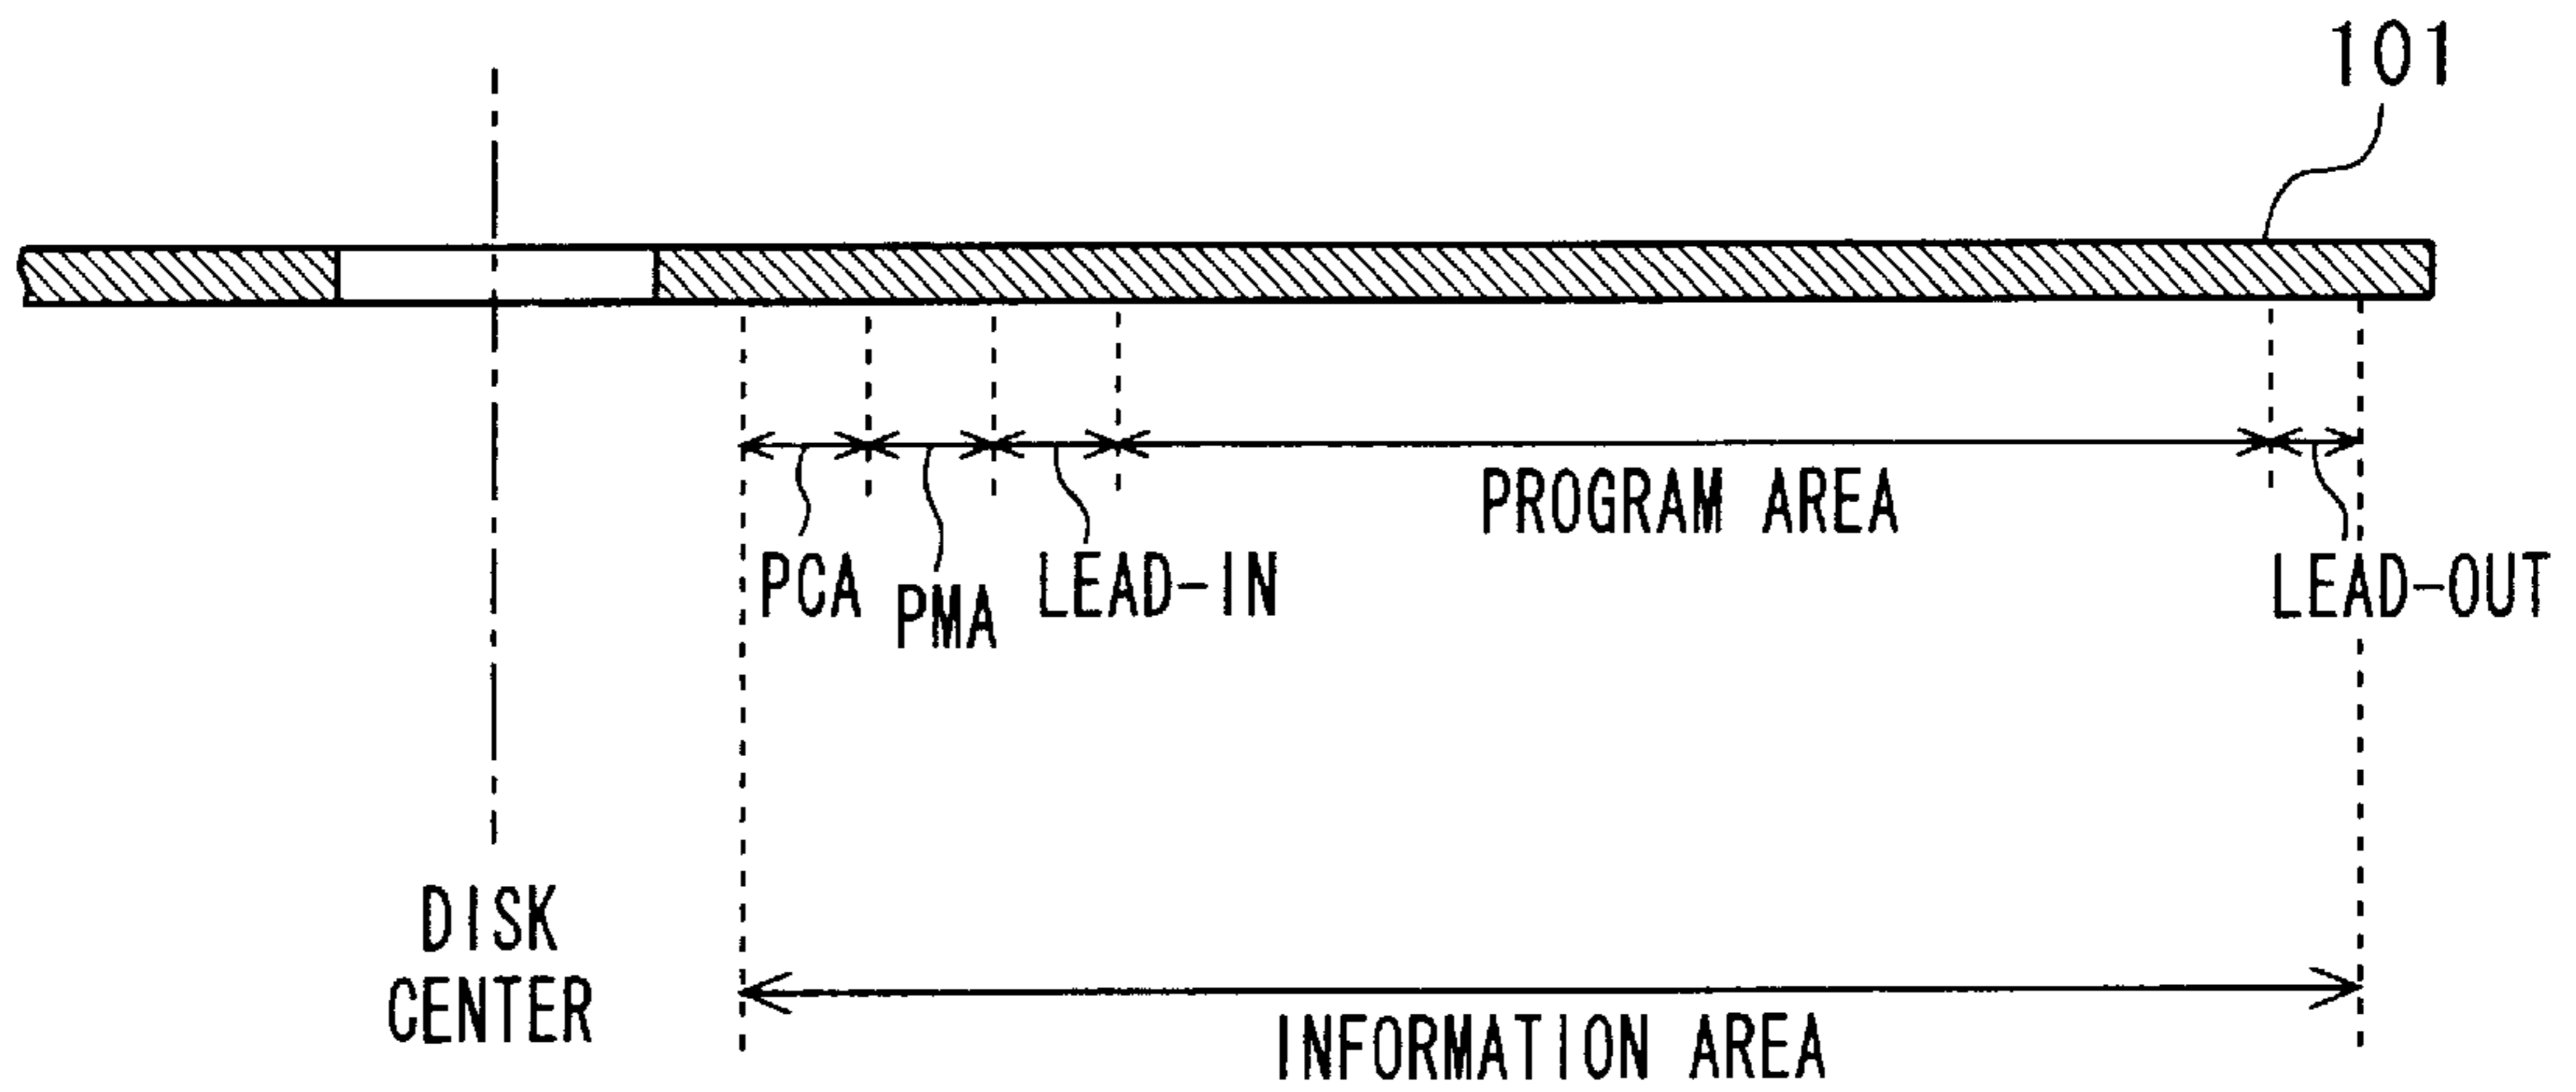 101
PROGRAM AREA
PCA
PMA
LEAD-IN
LEAD-OUT
DISK
CENTER
INFORMATION AREA